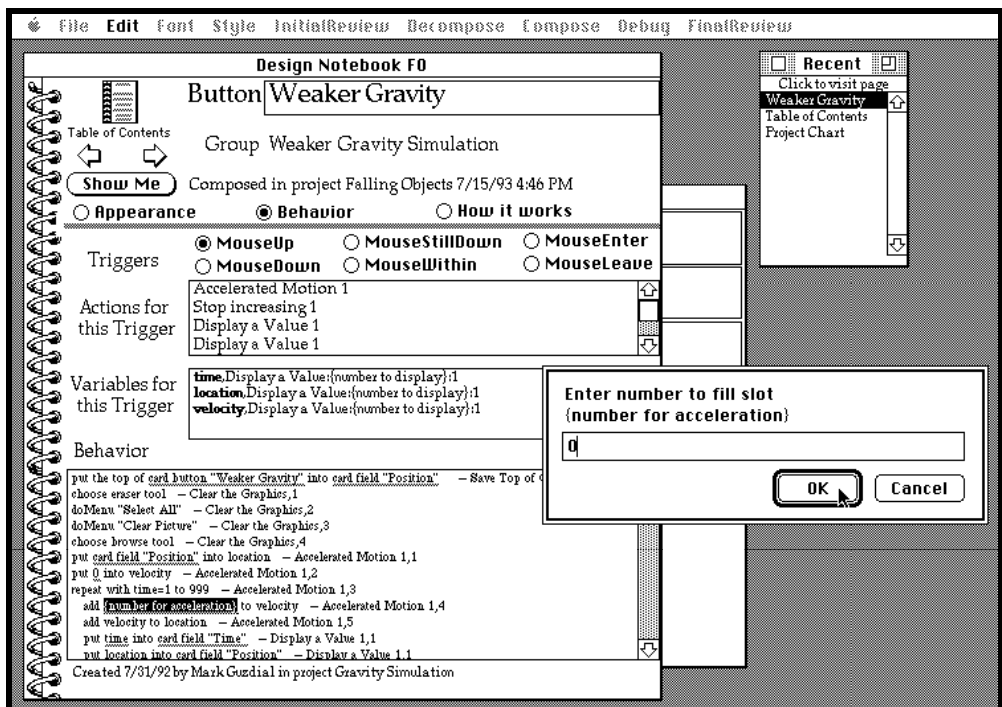 File Edit Font Style InitialReview Decompose Compose Debug FinalReview
Design Notebook F0
Button Weaker Gravity
Table of Contents
Group Weaker Gravity Simulation
Show Me
Composed in project Falling Objects 7/15/93 4:46 PM
Appearance Behavior How it works
Triggers
MouseUp MouseStillDown MouseEnter
MouseDown MouseWithin MouseLeave
Actions for this Trigger
Accelerated Motion 1
Stop increasing 1
Display a Value 1
Display a Value 1
Variables for this Trigger
time,Display a Value:{number to display}:1
location,Display a Value:{number to display}:1
velocity,Display a Value:{number to display}:1
Behavior
put the top of card button "Weaker Gravity" into card field "Position" – Save Top of
choose eraser tool – Clear the Graphics,1
doMenu "Select All" – Clear the Graphics,2
doMenu "Clear Picture" – Clear the Graphics,3
choose browse tool – Clear the Graphics,4
put card field "Position" into location – Accelerated Motion 1,1
put 0 into velocity – Accelerated Motion 1,2
repeat with time=1 to 999 – Accelerated Motion 1,3
add {number for acceleration} to velocity – Accelerated Motion 1,4
add velocity to location – Accelerated Motion 1,5
put time into card field "Time" – Display a Value 1,1
put location into card field "Position" – Display a Value 1,1
Created 7/31/92 by Mark Guzdial in project Gravity Simulation
Recent
Click to visit page
Weaker Gravity
Table of Contents
Project Chart
Enter number to fill slot
{number for acceleration}
0
OK Cancel